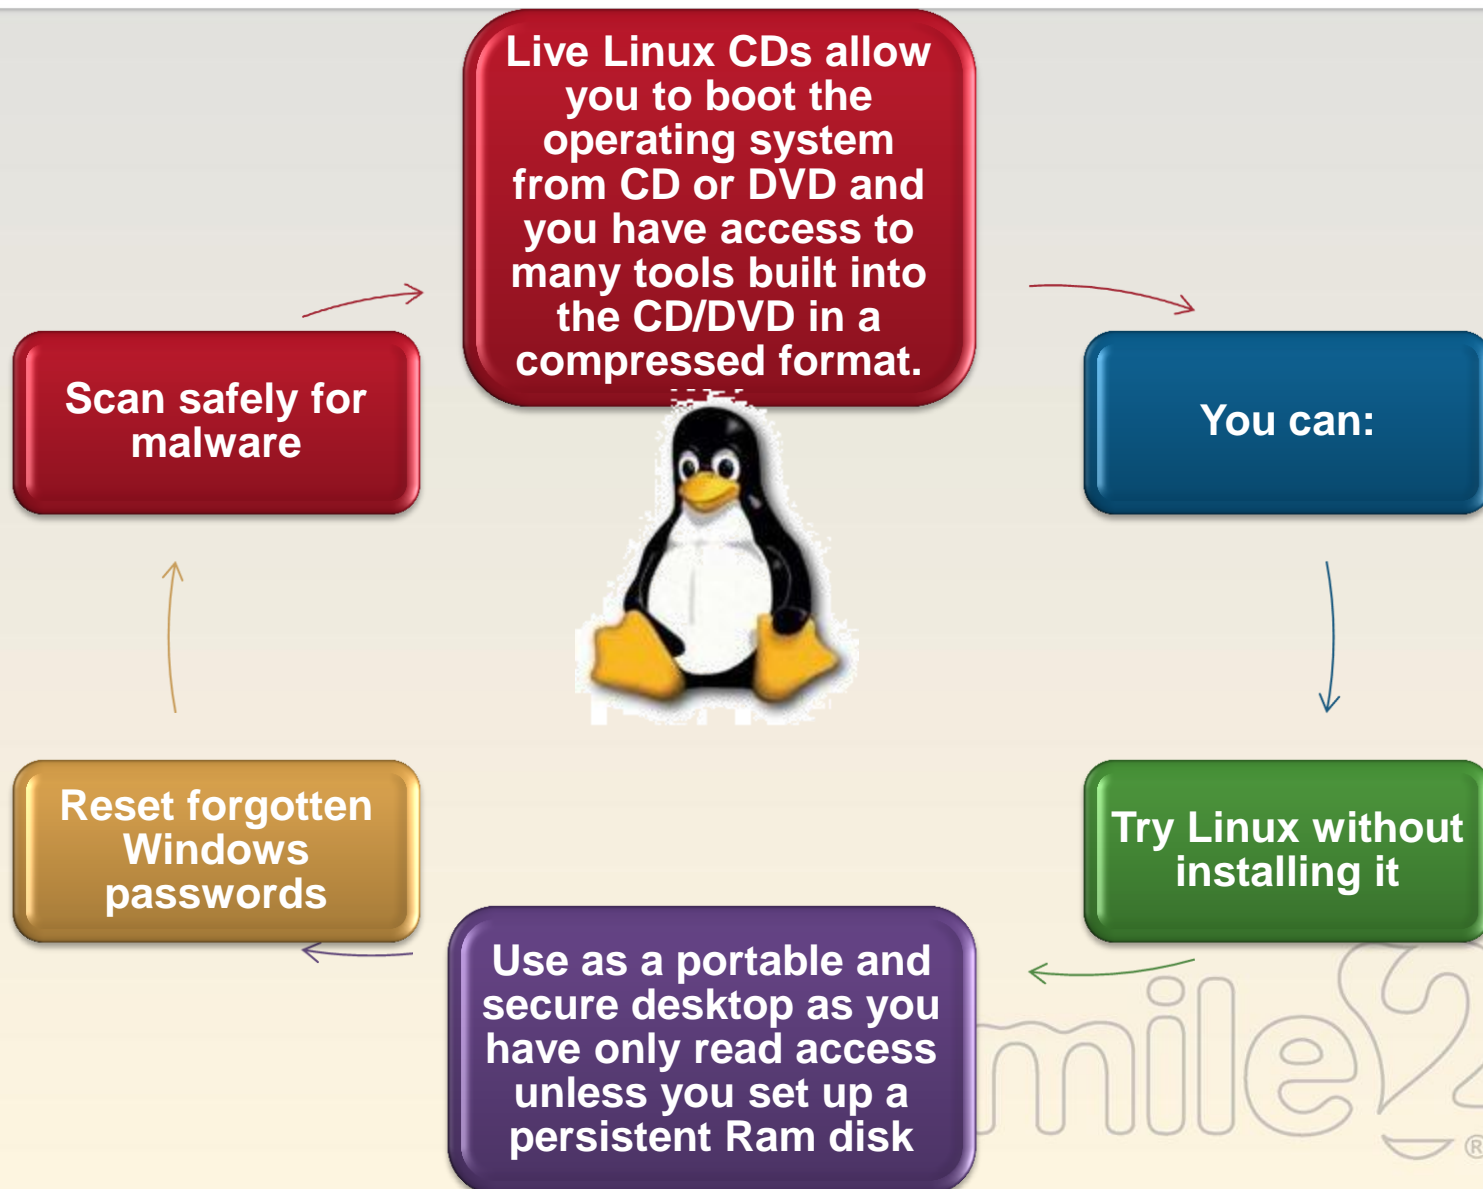 Live Linux CDs allow
you to boot the
operating system
from CD or DVD and
you have access to
many tools built into
the CD/DVD in a
compressed format.
You can:
Try Linux without
installing it
Use as a portable and
secure desktop as you
have only read access
unless you set up a
persistent Ram disk
Reset forgotten
Windows
passwords
Scan safely for
malware
mile2
®